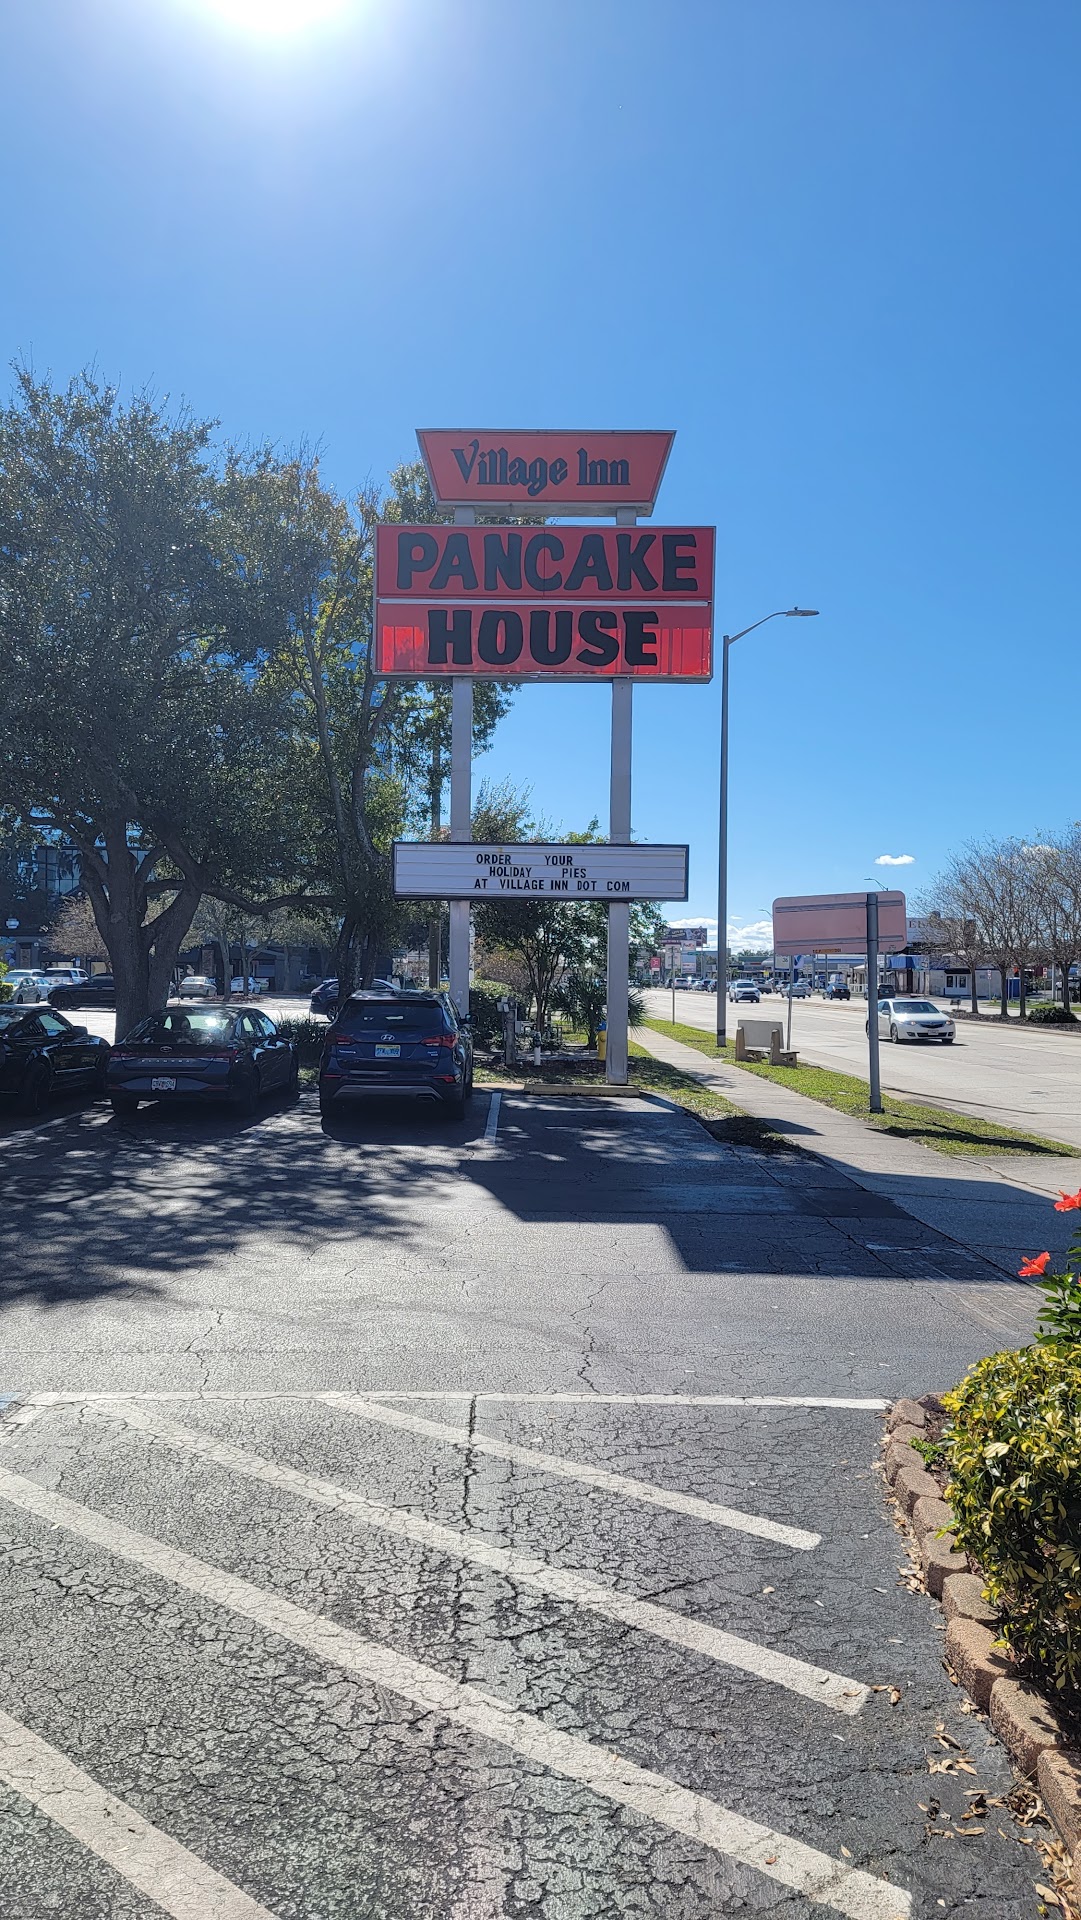 Village Inn
PANCAKE
HOUSE
ORDER YOUR
HOLIDAY PIES
AT VILLAGE INN DOT COM